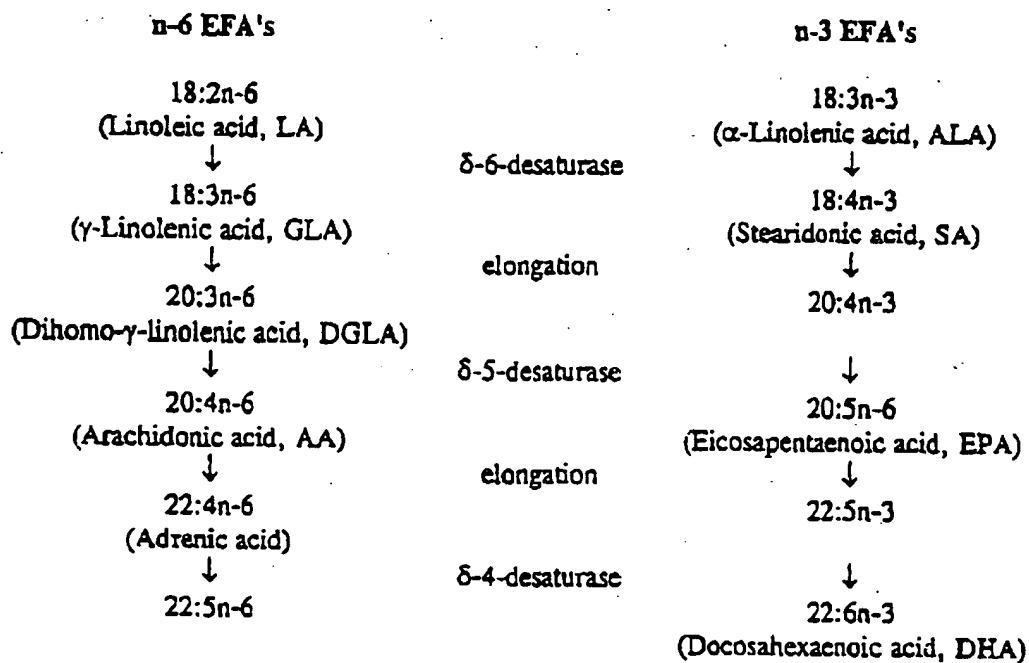 n-6 EFA's
18:2n-6
(Linoleic acid, LA)
↓
18:3n-6
(γ-Linolenic acid, GLA)
↓
20:3n-6
(Dihomo-γ-linolenic acid, DGLA)
↓
20:4n-6
(Arachidonic acid, AA)
↓
22:4n-6
(Adrenic acid)
↓
22:5n-6
δ-6-desaturase
elongation
δ-5-desaturase
elongation
δ-4-desaturase
n-3 EFA's
18:3n-3
(α-Linolenic acid, ALA)
↓
18:4n-3
(Stearidonic acid, SA)
↓
20:4n-3
↓
20:5n-6
(Eicosapentaenoic acid, EPA)
↓
22:5n-3
↓
22:6n-3
(Docosahexaenoic acid, DHA)